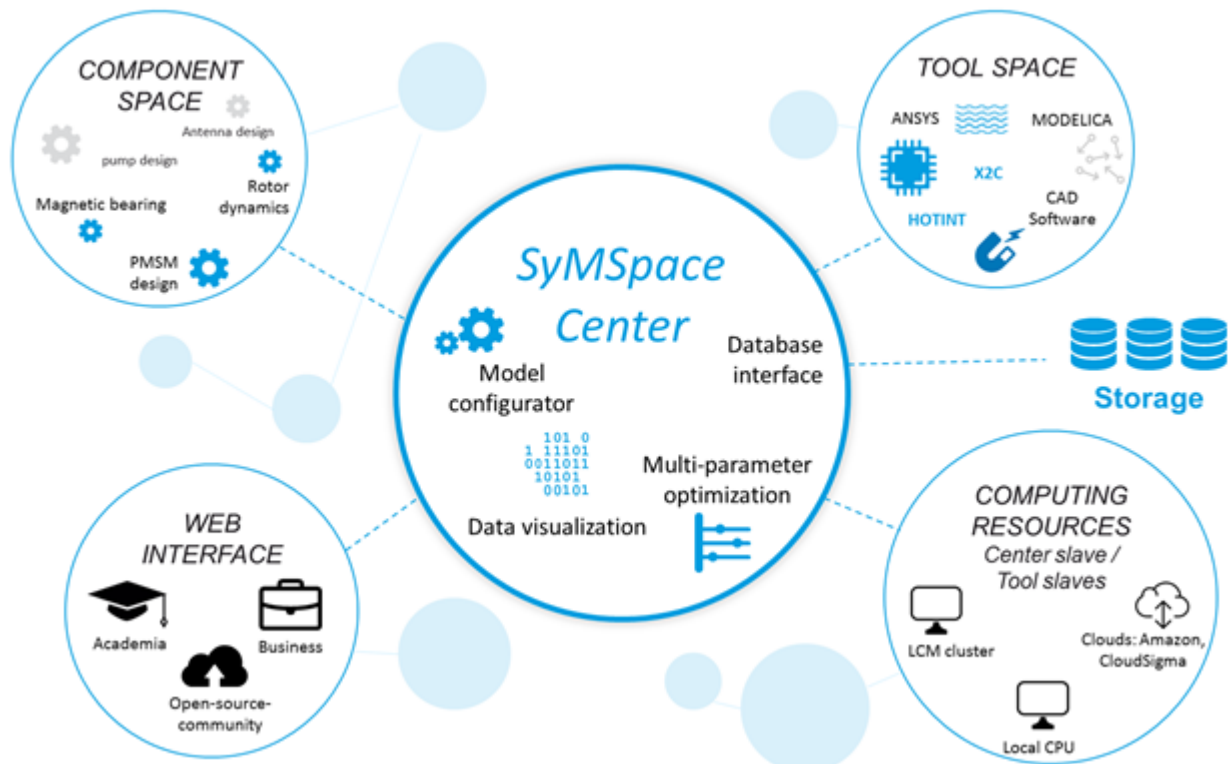 COMPONENT
SPACE
Antenna design
pump design
Rotor
dynamics
Magnetic bearing
PMSM
design
TOOL SPACE
ANSYS
MODELICA
X2C
CAD
Software
HOTINT
SyMSpace
Center
Model
configurator
Database
interface
101 0
1 11101
0011011
10101
00101
Data visualization
Multi-parameter
optimization
Storage
WEB
INTERFACE
Academia
Business
Open-source-
community
COMPUTING
RESOURCES
Center slave /
Tool slaves
LCM cluster
Clouds: Amazon,
CloudSigma
Local CPU